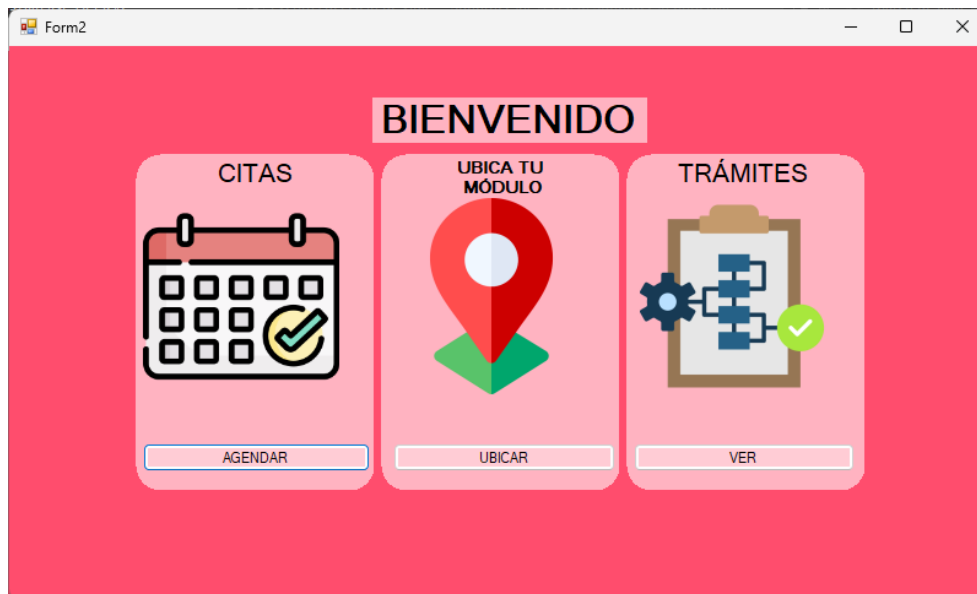 Form2
BIENVENIDO
CITAS
UBICA TU
MÓDULO
TRÁMITES
AGENDAR
UBICAR
VER